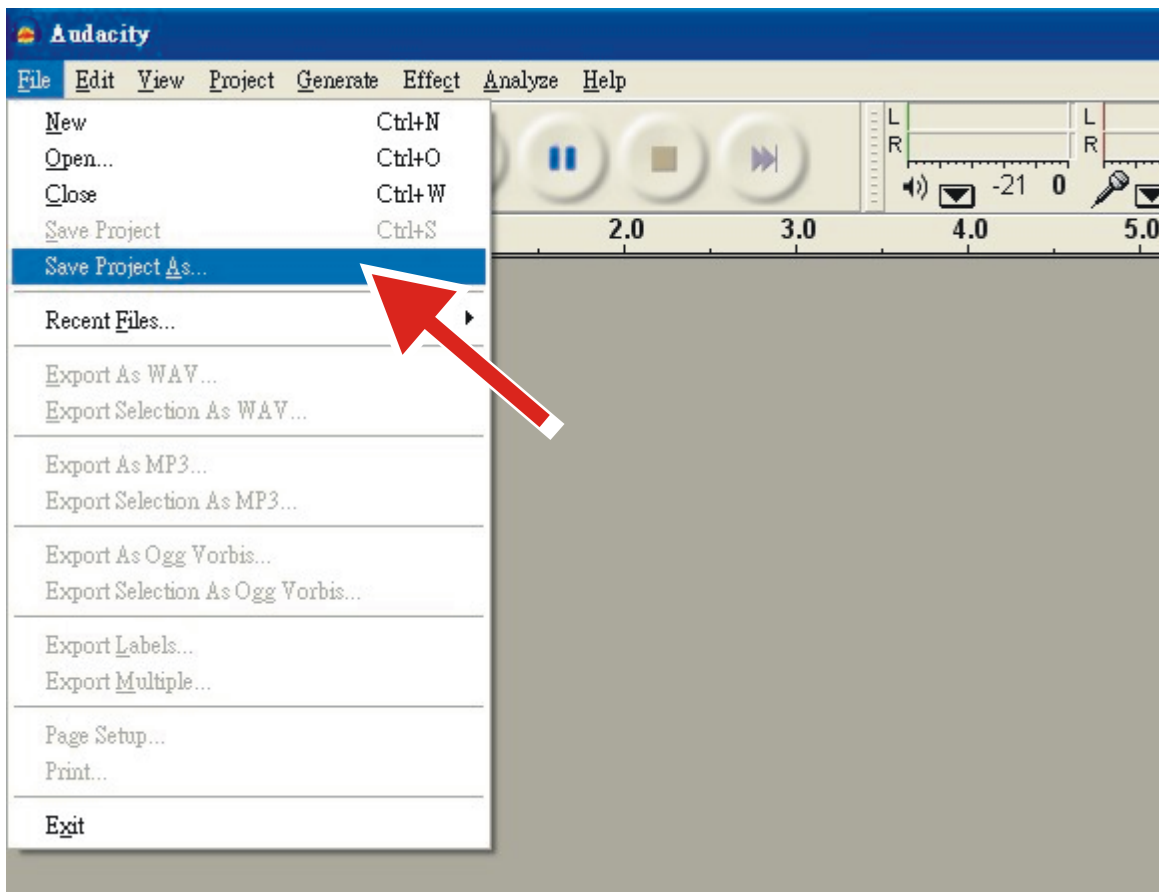 Audacity
File Edit View Project Generate Effect Analyze Help
New Ctrl+N
Open... Ctrl+O
Close Ctrl+W
Save Project Ctrl+S
Save Project As...
Recent Files...
Export As WAV...
Export Selection As WAV...
Export As MP3...
Export Selection As MP3...
Export As Ogg Vorbis...
Export Selection As Ogg Vorbis...
Export Labels...
Export Multiple...
Page Setup...
Print...
Exit
L L
R R
-21 0
2.0 3.0 4.0 5.0